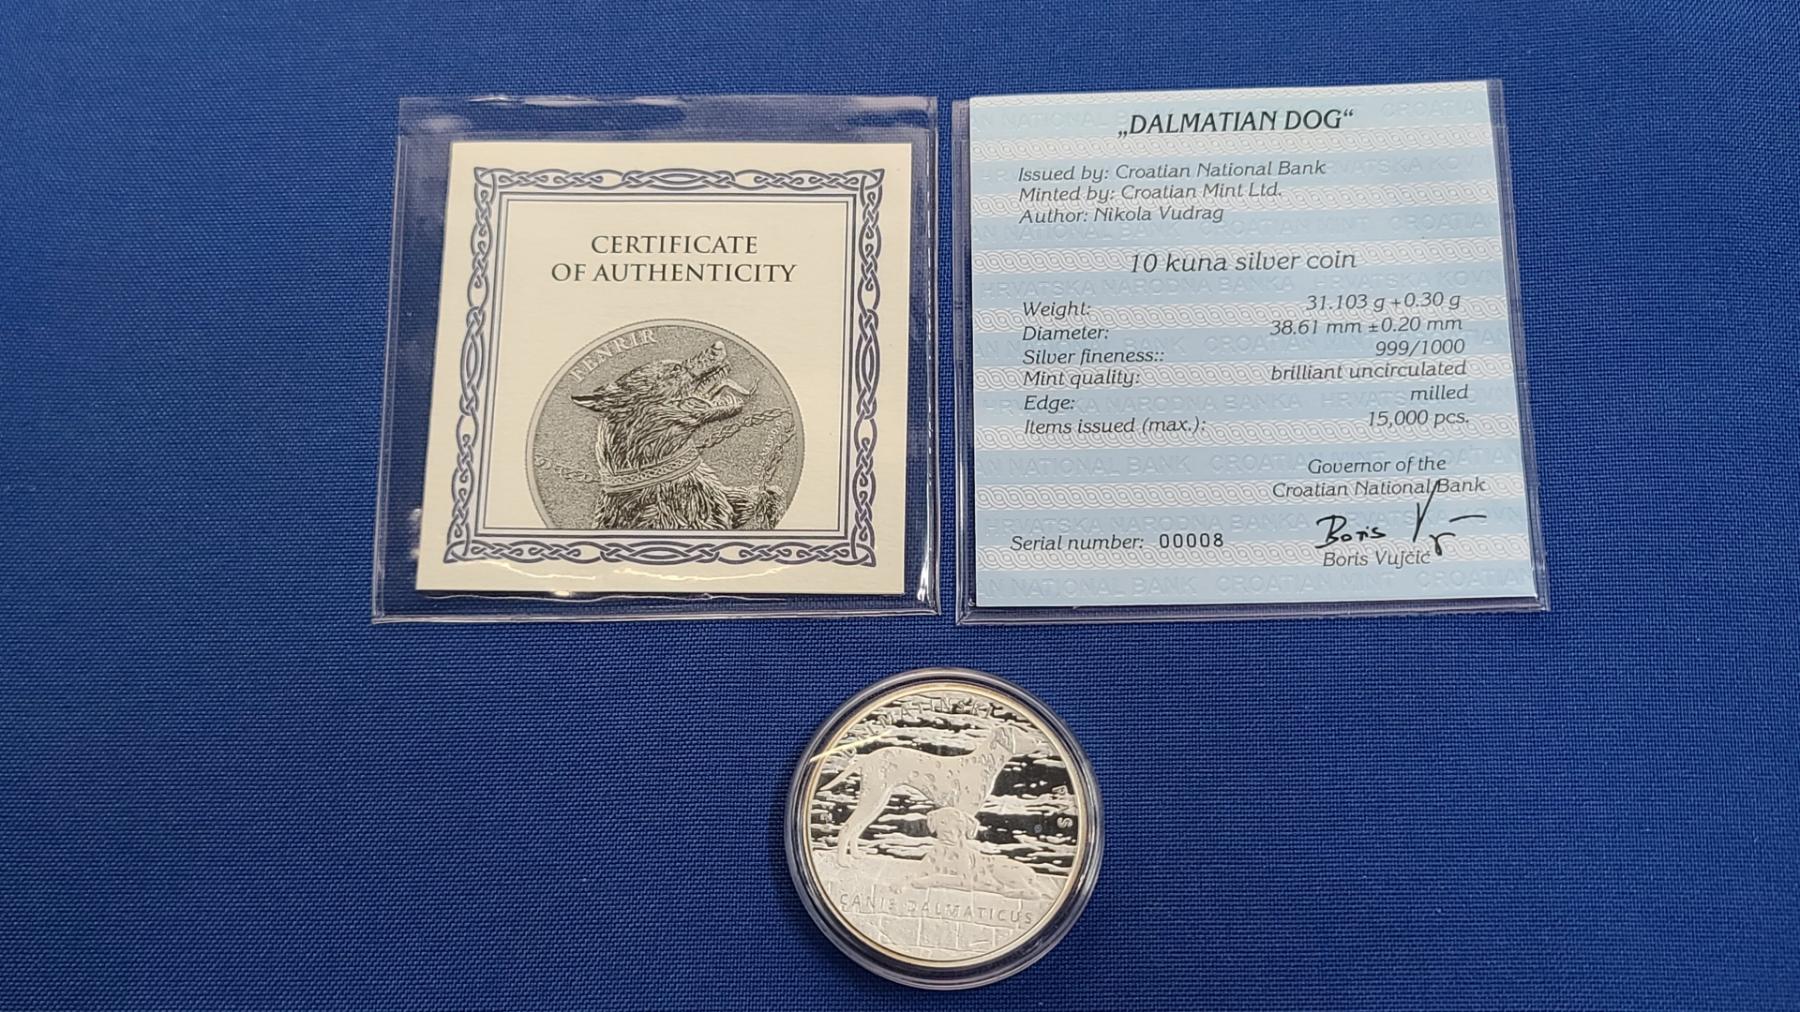 CERTIFICATE
OF AUTHENTICITY
FENRIR
„DALMATIAN DOG“
Issued by: Croatian National Bank
Minted by: Croatian Mint Ltd.
Author: Nikola Vudrag
10 kuna silver coin
Weight: 31.103 g +0.30 g
Diameter: 38.61 mm ±0.20 mm
Silver fineness:: 999/1000
Mint quality: brilliant uncirculated
Edge: milled
Items issued (max.): 15,000 pcs.
Governor of the
Croatian National Bank
Serial number: 00008
Boris Vujčić
DALMATINSKI
PAS
CANIS DALMATICUS